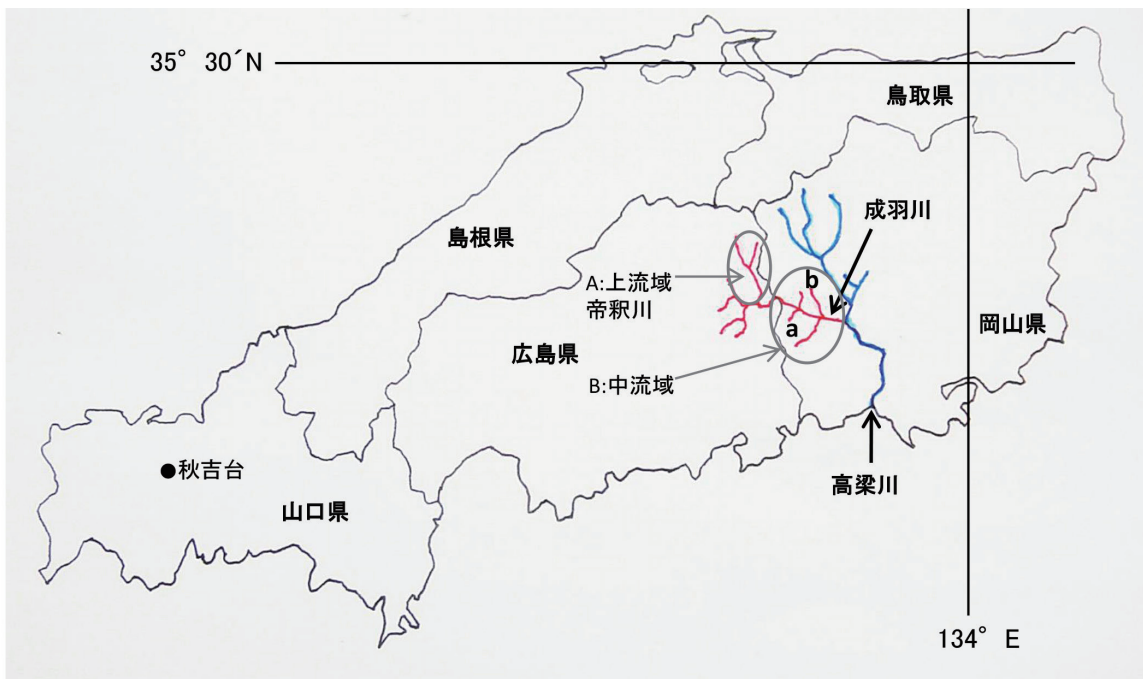 35° 30´N
鳥取県
成羽川
島根県
A:上流域
帝釈川
b
a
岡山県
広島県
B:中流域
●秋吉台
高梁川
山口県
134° E